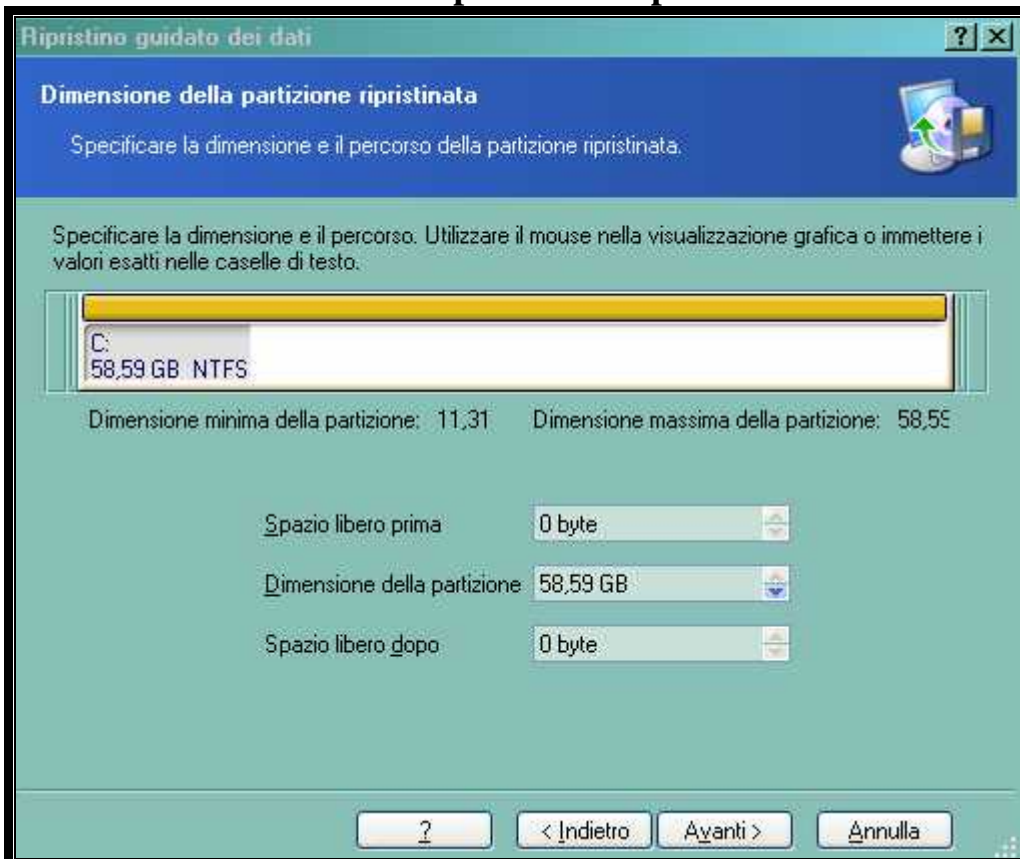 Ripristino guidato dei dati
Dimensione della partizione ripristinata
Specificare la dimensione e il percorso della partizione ripristinata.
Specificare la dimensione e il percorso. Utilizzare il mouse nella visualizzazione grafica o immettere i
valori esatti nelle caselle di testo.
C:
58,59 GB NTFS
Dimensione minima della partizione: 11,31 Dimensione massima della partizione: 58,59
Spazio libero prima 0 byte
Dimensione della partizione 58,59 GB
Spazio libero dopo 0 byte
? < Indietro Avanti > Annulla